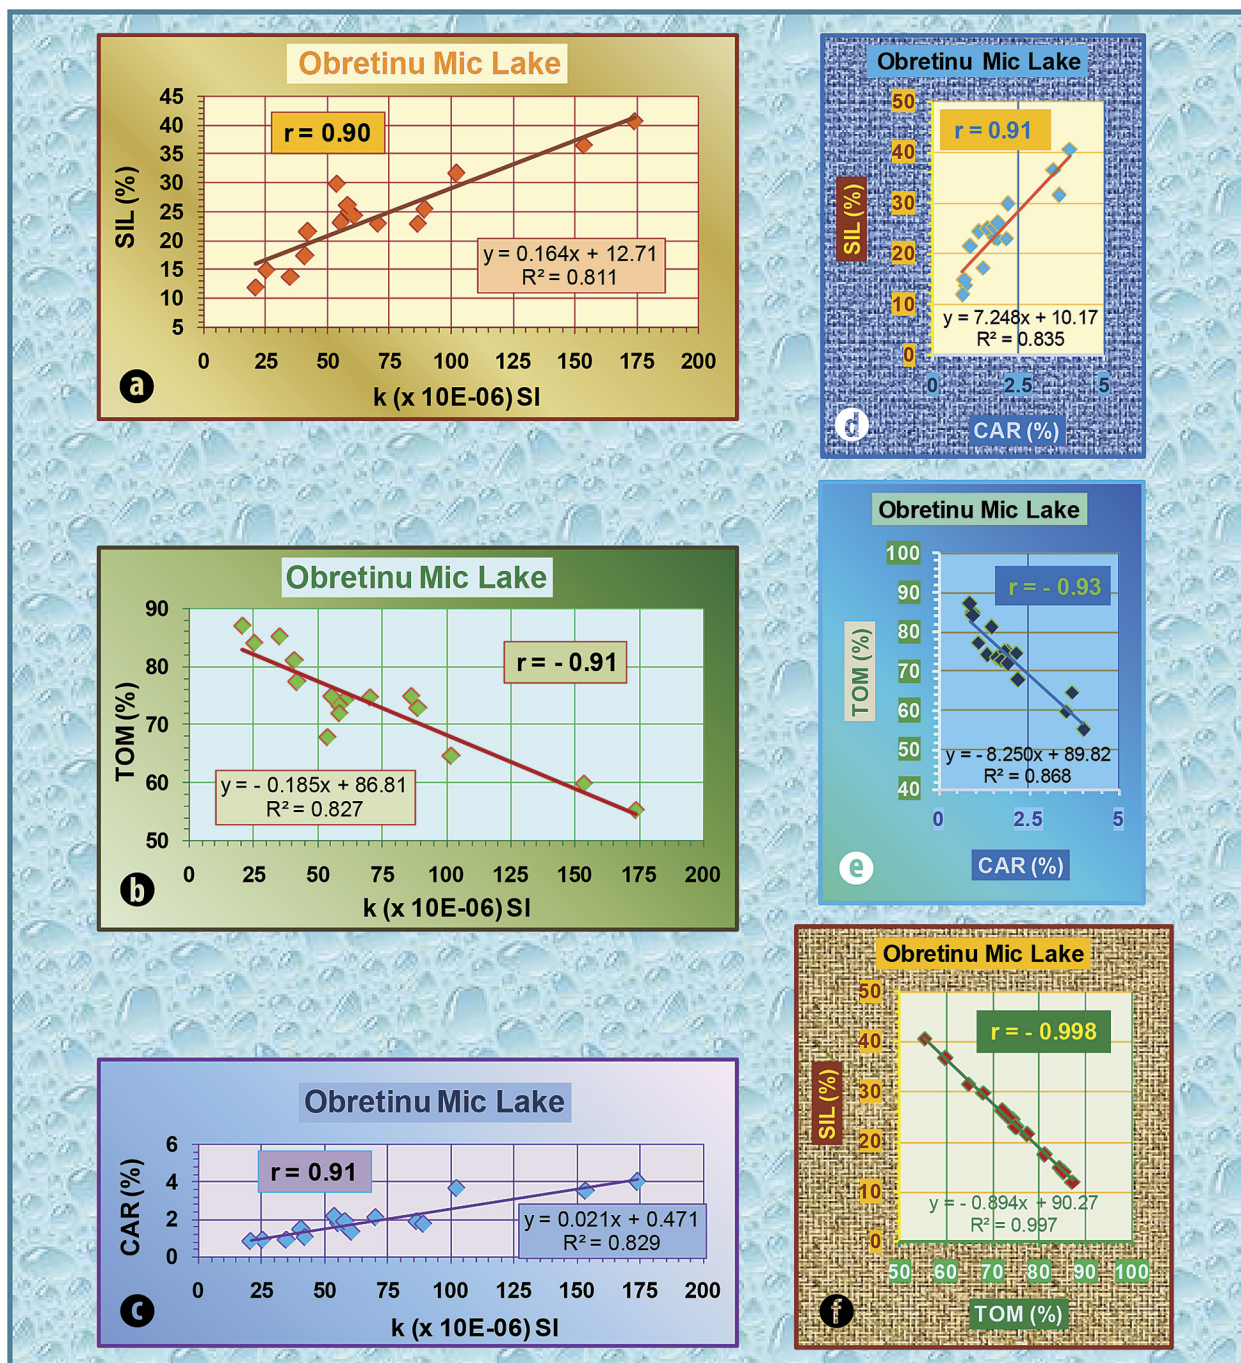 Obretinu Mic Lake
r = 0.90
SIL (%)
45
40
35
30
25
20
15
10
5
y = 0.164x + 12.71
R² = 0.811
0 25 50 75 100 125 150 175 200
k (x 10E-06) SI
a
Obretinu Mic Lake
r = - 0.91
TOM (%)
90
80
70
60
50
y = - 0.185x + 86.81
R² = 0.827
0 25 50 75 100 125 150 175 200
k (x 10E-06) SI
b
Obretinu Mic Lake
r = 0.91
CAR (%)
6
4
2
0
y = 0.021x + 0.471
R² = 0.829
0 25 50 75 100 125 150 175 200
k (x 10E-06) SI
c
Obretinu Mic Lake
r = 0.91
SIL (%)
50
40
30
20
10
0
y = 7.248x + 10.17
R² = 0.835
0 2.5 5
CAR (%)
d
Obretinu Mic Lake
r = - 0.93
TOM (%)
100
90
80
70
60
50
40
y = - 8.250x + 89.82
R² = 0.868
0 2.5 5
CAR (%)
e
Obretinu Mic Lake
r = - 0.998
SIL (%)
50
40
30
20
10
0
y = - 0.894x + 90.27
R² = 0.997
50 60 70 80 90 100
TOM (%)
f